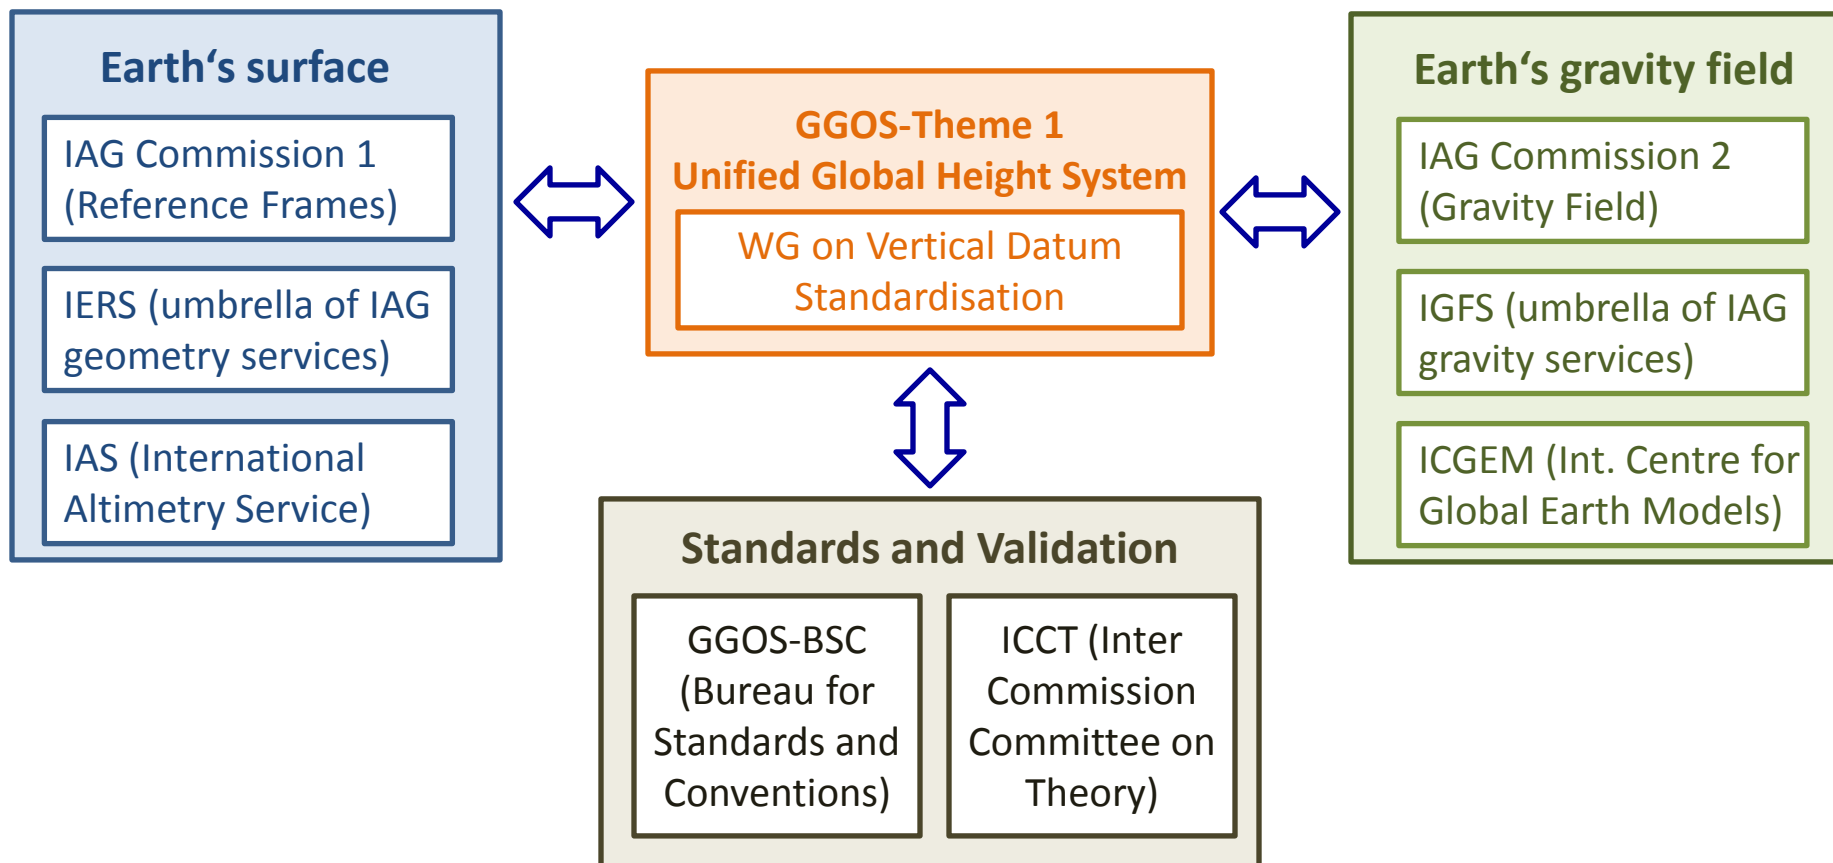 Earth‘s surface
IAG Commission 1
(Reference Frames)
IERS (umbrella of IAG
geometry services)
IAS (International
Altimetry Service)
GGOS-Theme 1
Unified Global Height System
WG on Vertical Datum
Standardisation
Earth‘s gravity field
IAG Commission 2
(Gravity Field)
IGFS (umbrella of IAG
gravity services)
ICGEM (Int. Centre for
Global Earth Models)
Standards and Validation
GGOS-BSC
(Bureau for
Standards and
Conventions)
ICCT (Inter
Commission
Committee on
Theory)